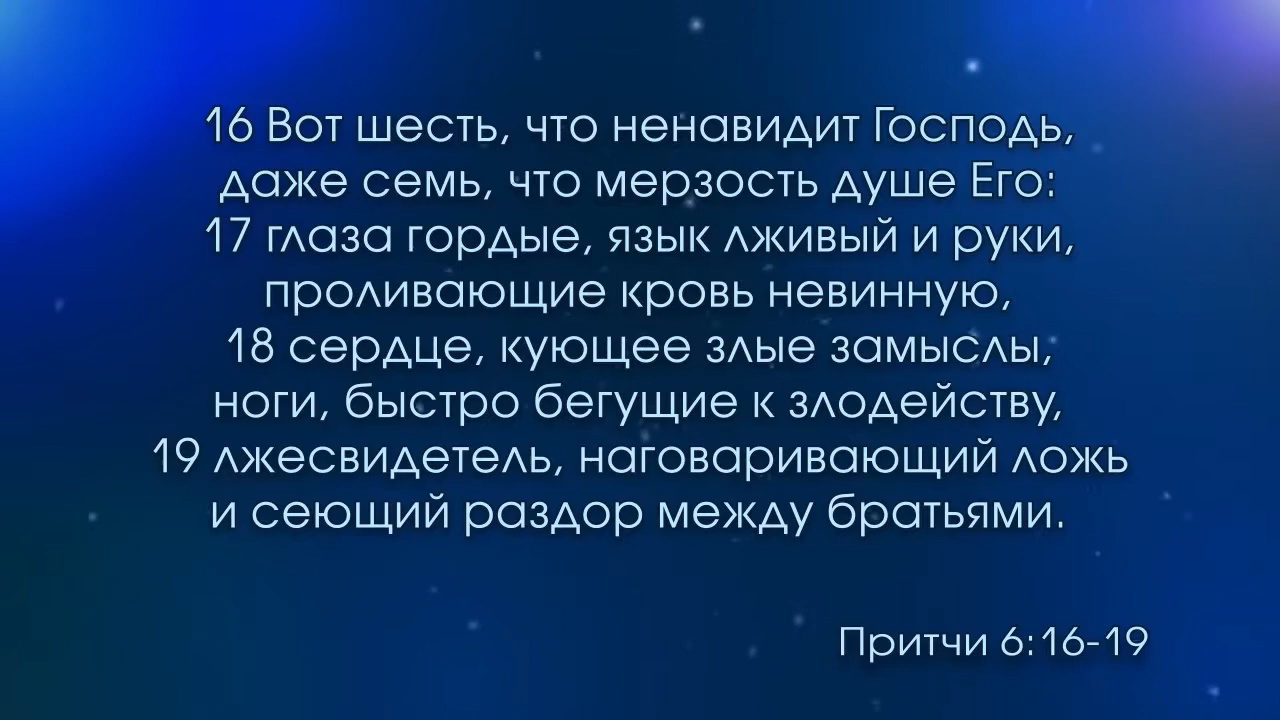 16 Вот шесть, что ненавидит Господь,
даже семь, что мерзость душе Его:
17 глаза гордые, язык лживый и руки,
проливающие кровь невинную,
18 сердце, кующее злые замыслы,
ноги, быстро бегущие к злодейству,
19 лжесвидетель, наговаривающий ложь
и сеющий раздор между братьями.
Притчи 6:16-19